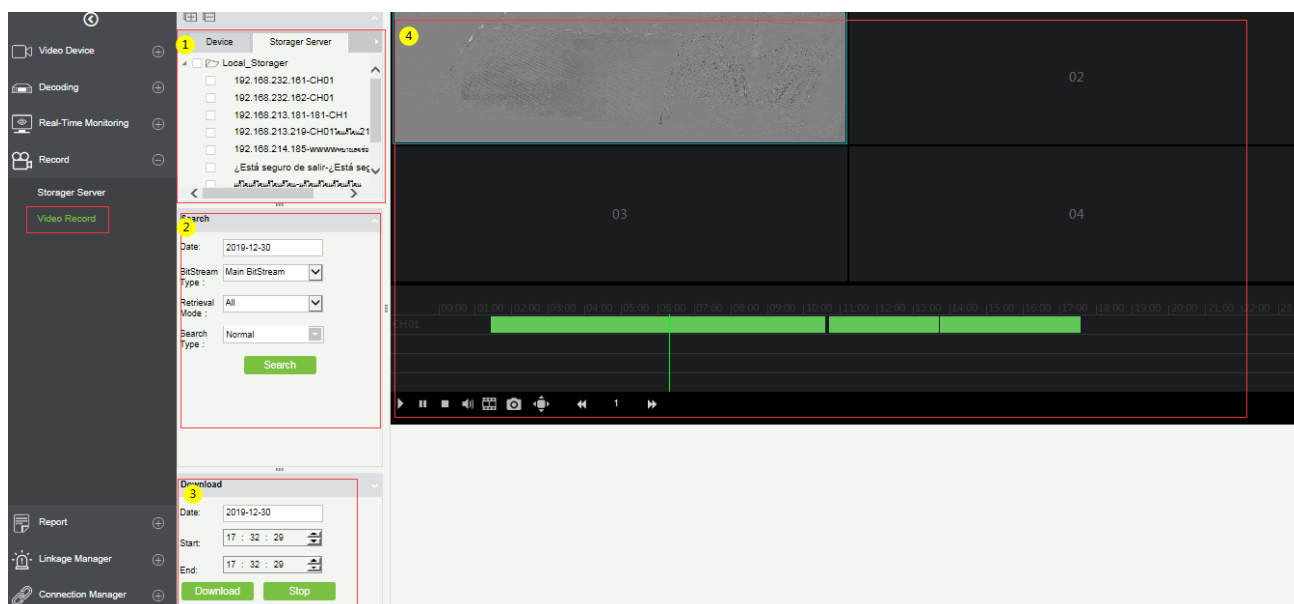 Video Device
Decoding
Real-Time Monitoring
Record
Storager Server
Video Record
Report
Linkage Manager
Connection Manager
1
Device
Storager Server
Local_Storager
192.168.232.161-CH01
192.168.232.162-CH01
192.168.213.181-181-CH1
192.168.213.219-CH01
192.168.214.185-wwww
¿Está seguro de salir-¿Está seg
Search
2
Date: 2019-12-30
BitStream Type : Main BitStream
Retrieval Mode : All
Search Type : Normal
Search
Download
3
Date: 2019-12-30
Start: 17 : 32 : 29
End: 17 : 32 : 29
Download Stop
4
02
03
04
|00:00 |01:00 |02:00 |03:00 |04:00 |05:00 |06:00 |07:00 |08:00 |09:00 |10:00 |11:00 |12:00 |13:00 |14:00 |15:00 |16:00 |17:00 |18:00 |19:00 |20:00 |21:00 |22:00 |23
CH01
1